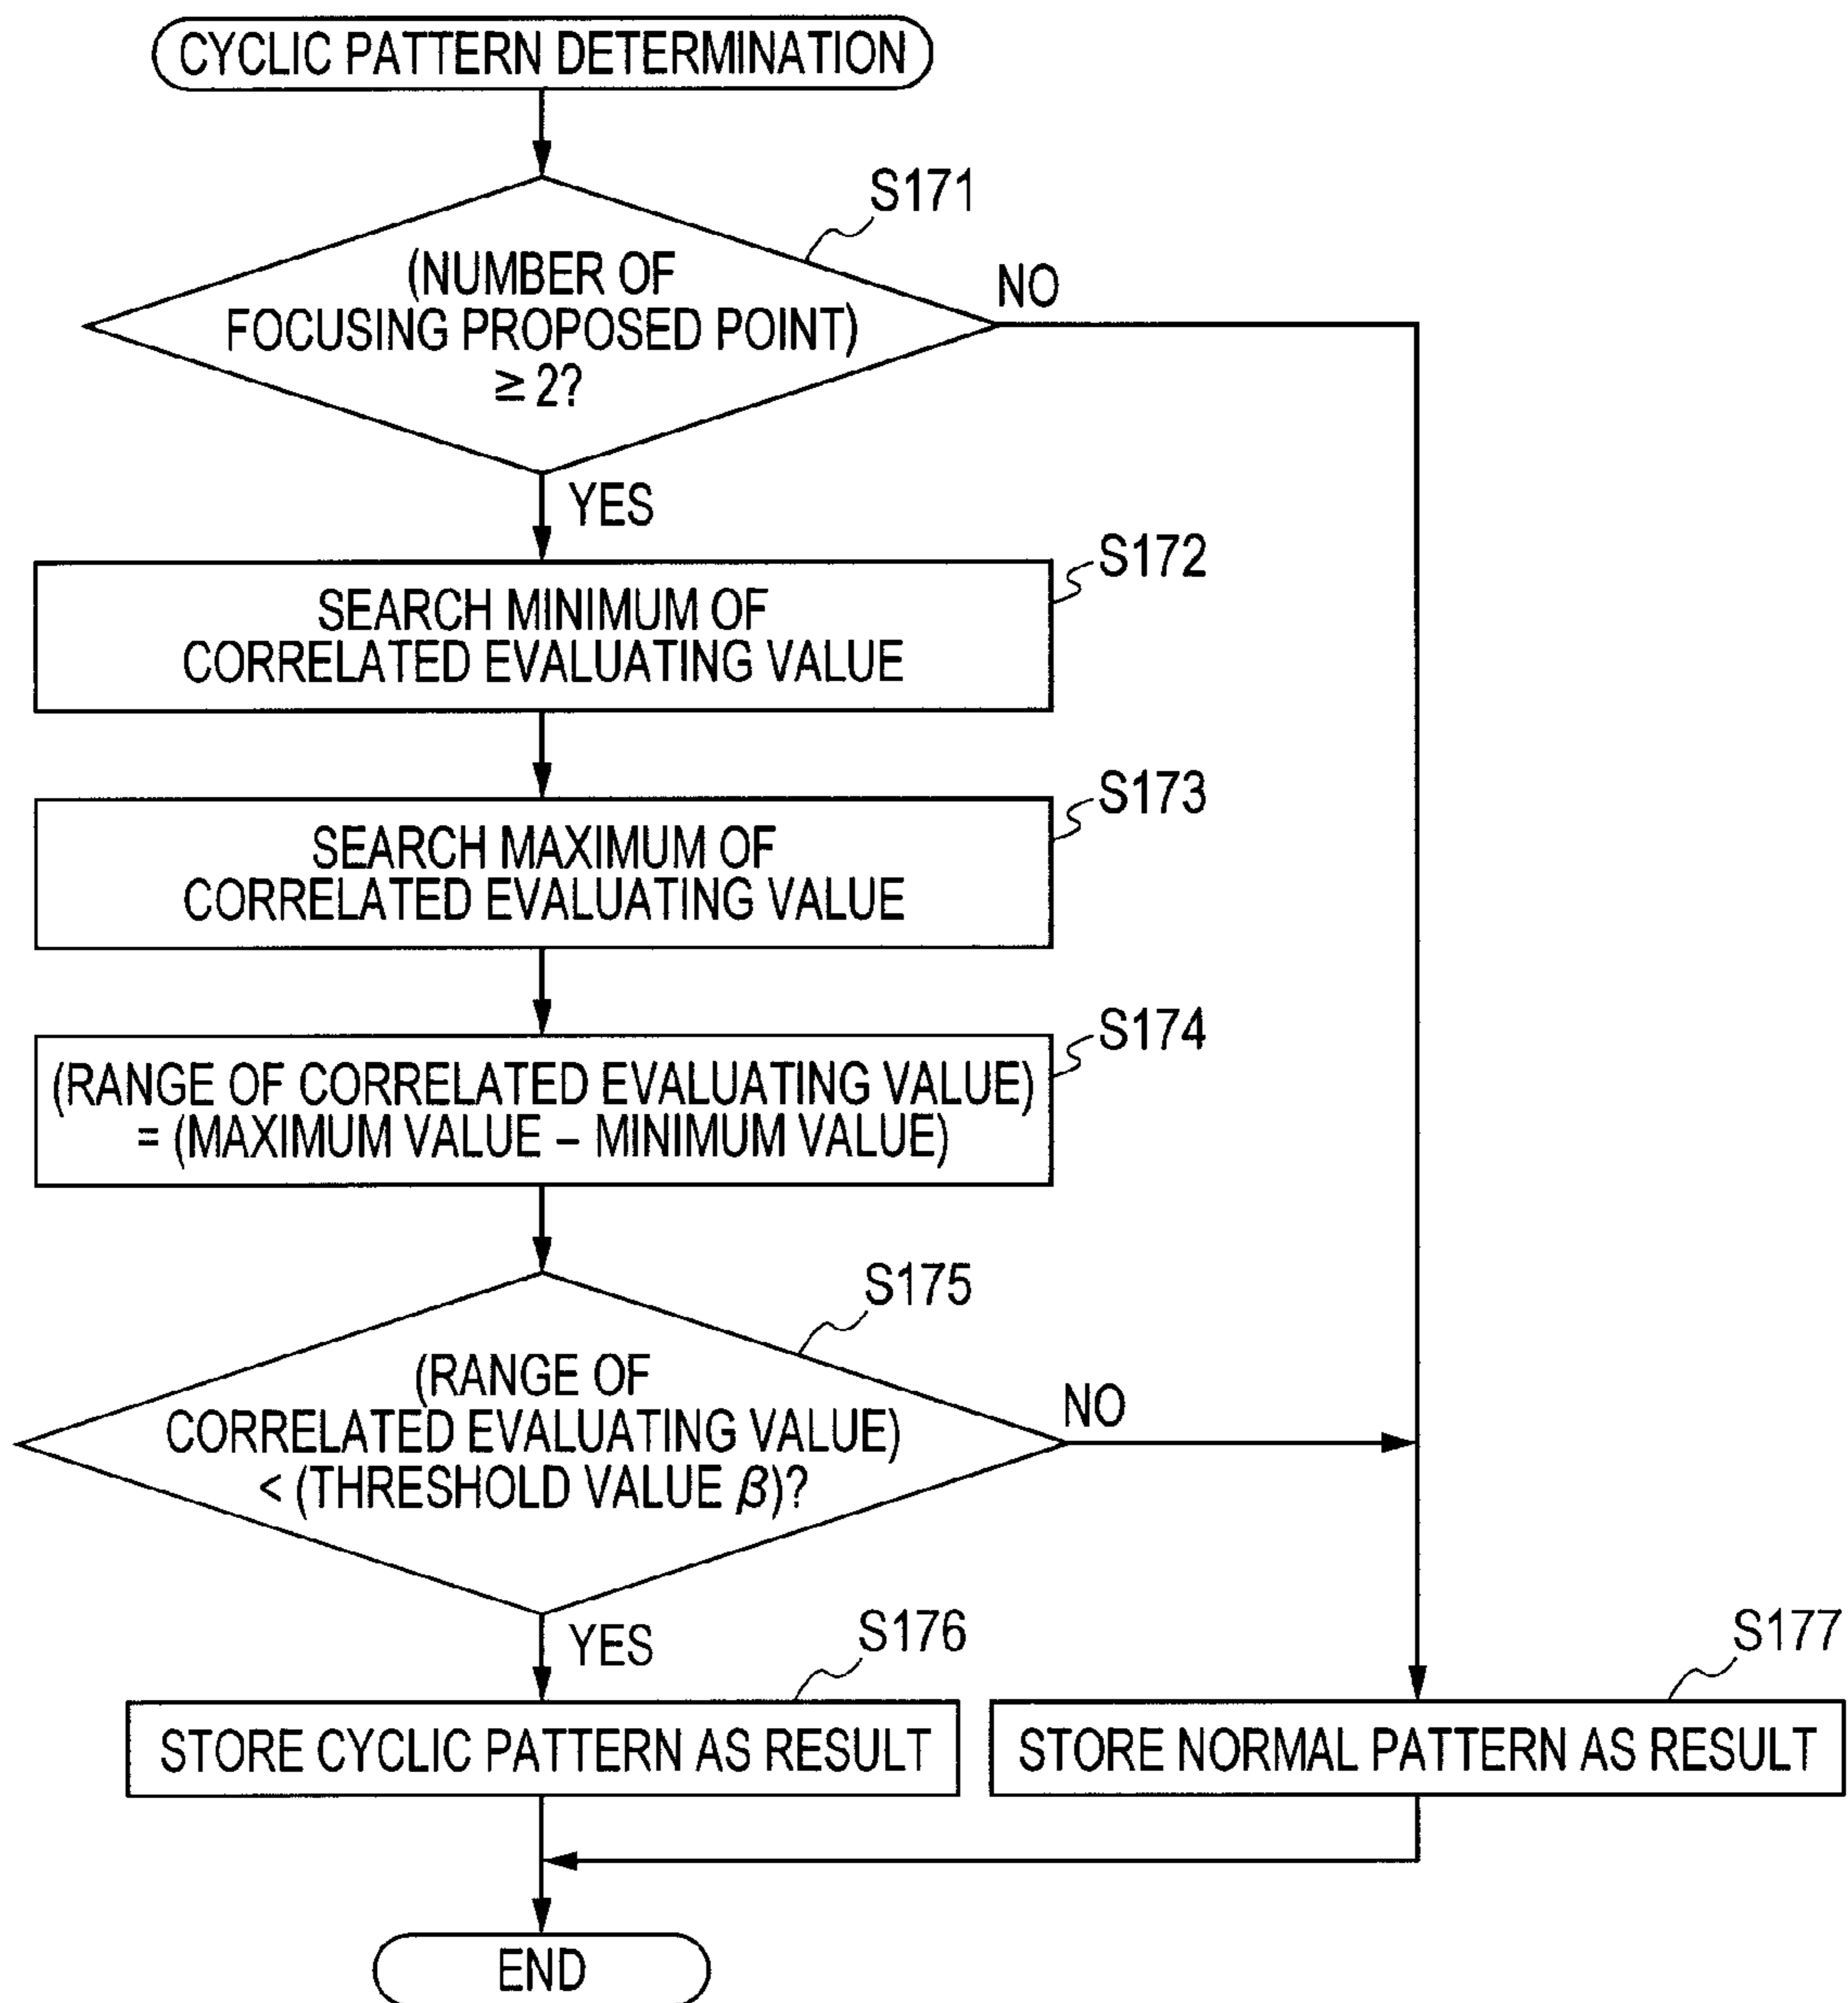 CYCLIC PATTERN DETERMINATION
S171
(NUMBER OF
FOCUSING PROPOSED POINT)
≥ 2?
NO
YES
S172
SEARCH MINIMUM OF
CORRELATED EVALUATING VALUE
S173
SEARCH MAXIMUM OF
CORRELATED EVALUATING VALUE
S174
(RANGE OF CORRELATED EVALUATING VALUE)
= (MAXIMUM VALUE – MINIMUM VALUE)
S175
(RANGE OF
CORRELATED EVALUATING VALUE)
< (THRESHOLD VALUE β)?
NO
YES
S176
STORE CYCLIC PATTERN AS RESULT
S177
STORE NORMAL PATTERN AS RESULT
END